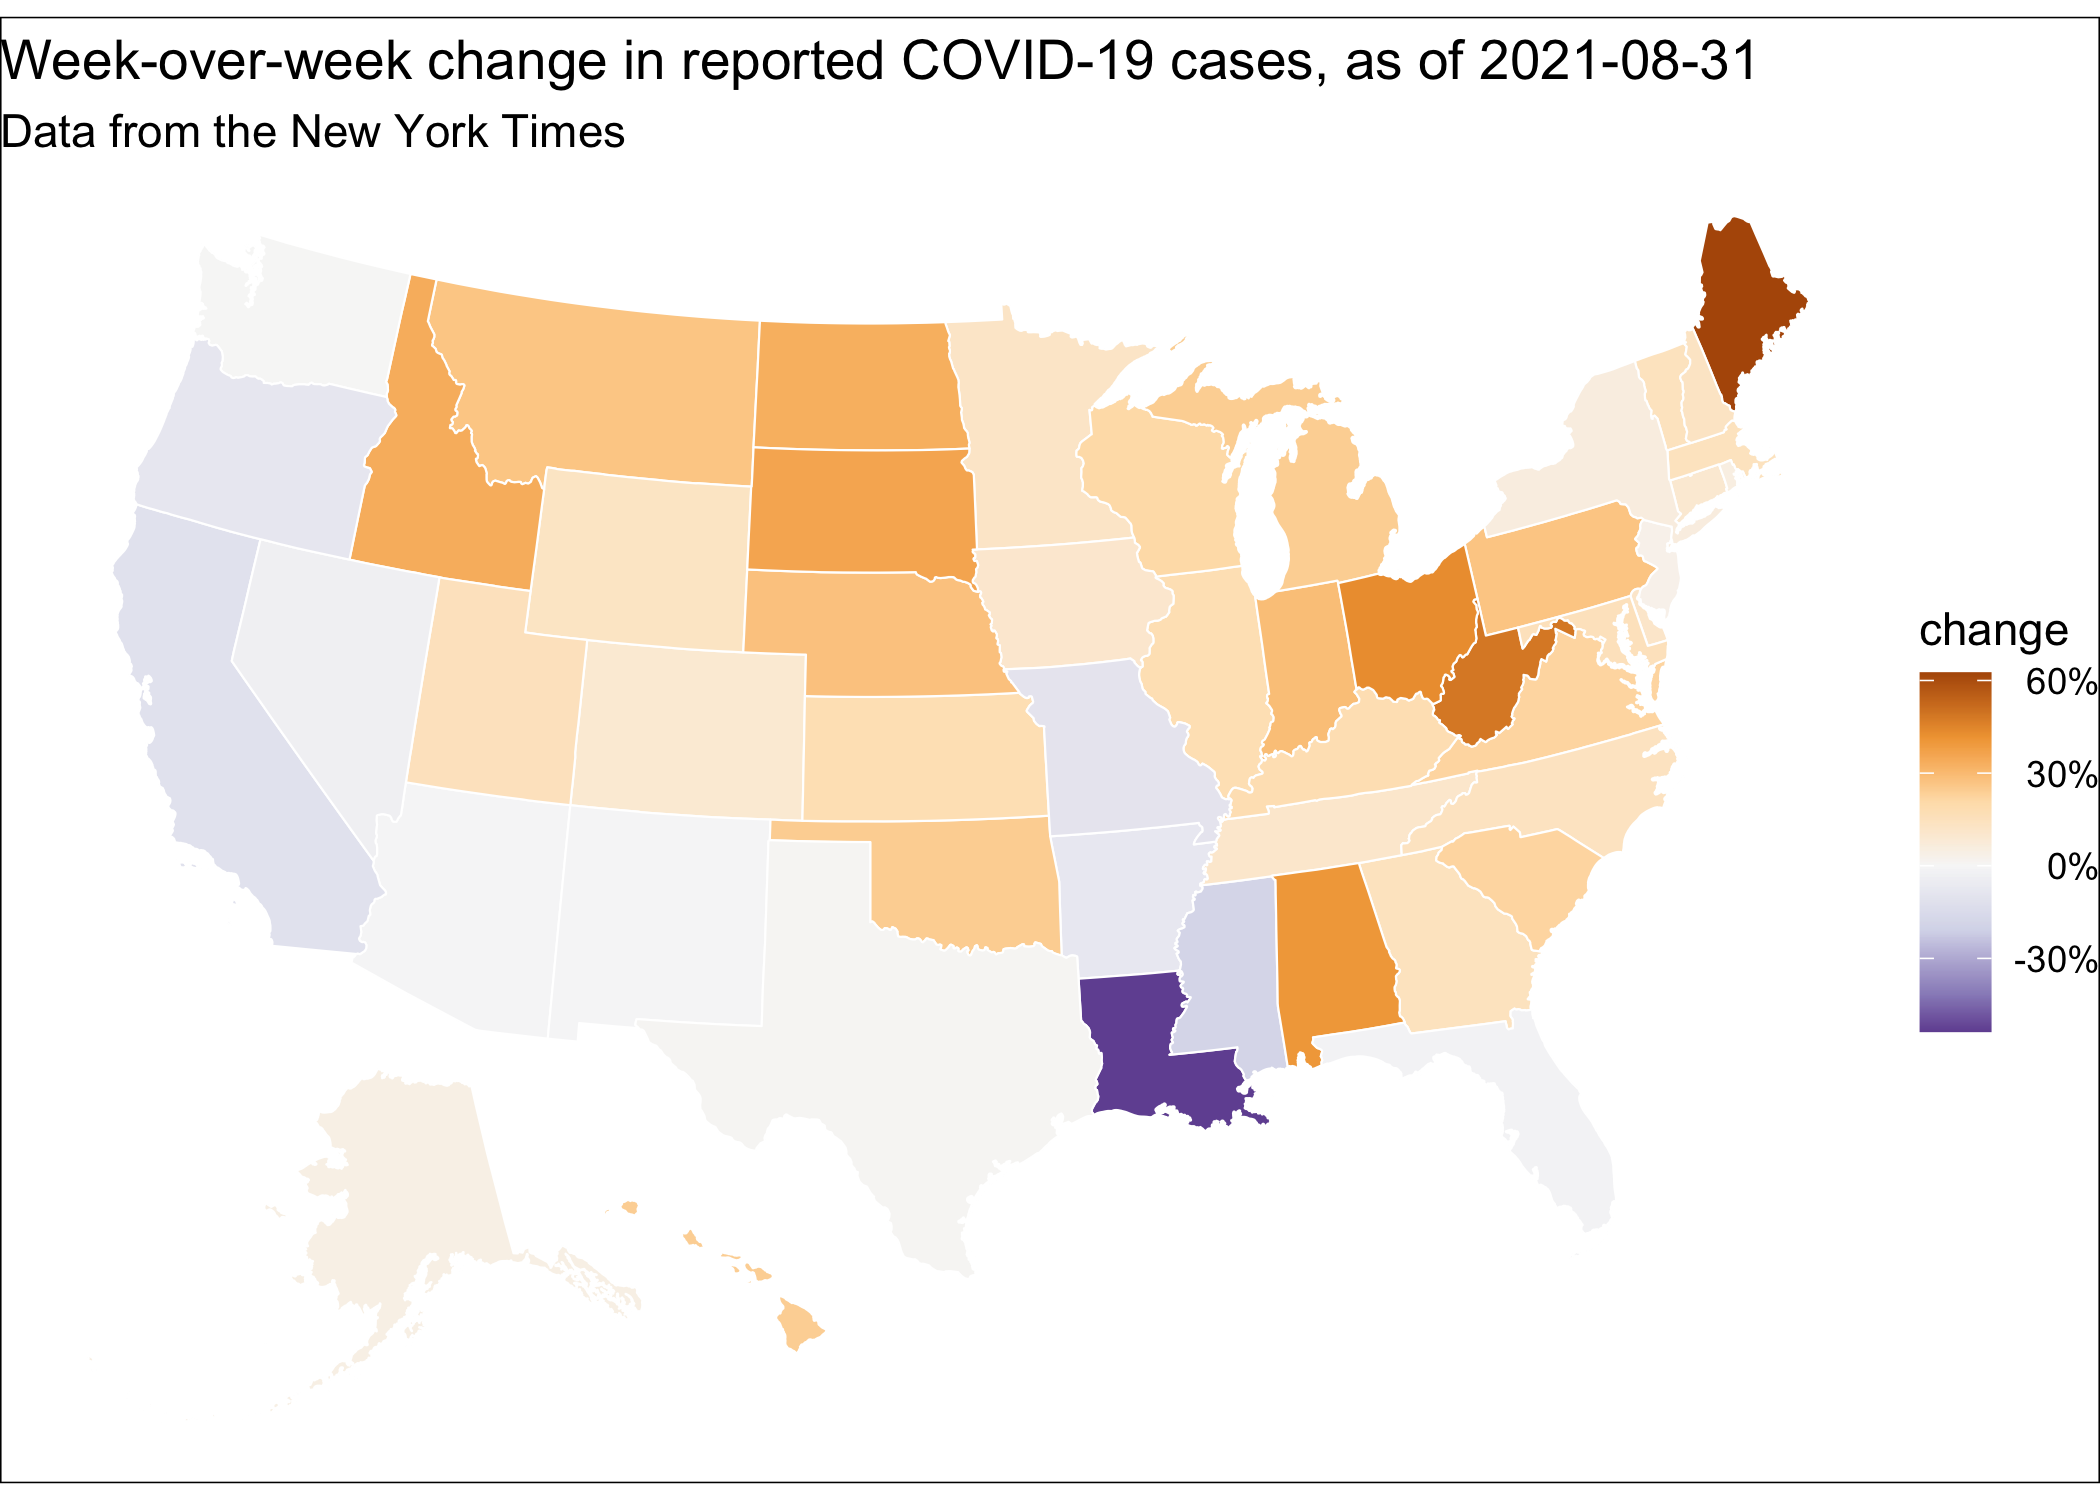 Week-over-week change in reported COVID-19 cases, as of 2021-08-31
Data from the New York Times
change
60%
30%
0%
-30%